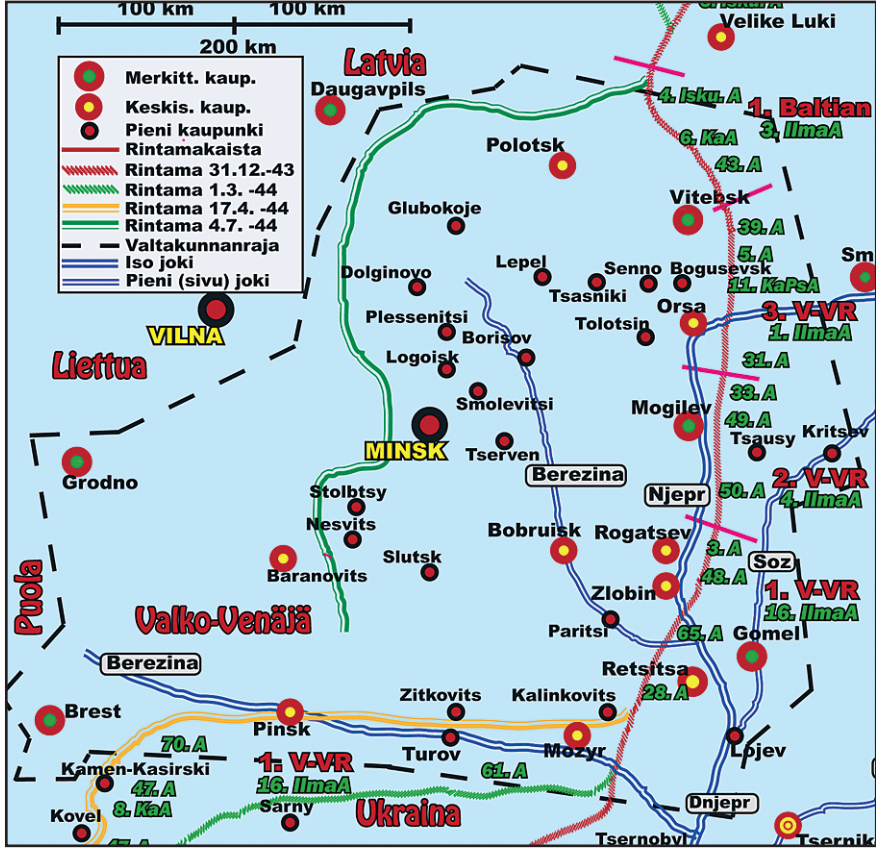 100 km
100 km
200 km
Merkitt. kaup.
Keskis. kaup.
Pieni kaupunki
Rintamakaista
Rintama 31.12.-43
Rintama 1.3. -44
Rintama 17.4. -44
Rintama 4.7. -44
Valtakunnanraja
Iso joki
Pieni (sivu) joki
Velike Luki
Latvia
Daugavpils
4. Isku. A
1. Baltian
3. IlmaA
6. KaA
43. A
Polotsk
Vitebsk
Glubokoje
39. A
5. A
Sm
Dolginovo
Lepel
Senno
Bogusevsk
11. KaPsA
Tsasniki
Orsa
VILNA
Plessenitsi
Borisov
Tolotsin
3. V-VR
1. IlmaA
Liettua
Logoisk
31. A
33. A
Smolevitsi
Mogilev
49. A
MINSK
Tserven
Tsausy
Kritsev
Grodno
Berezina
Njepr
50. A
2. V-VR
4. IlmaA
Stolbtsy
Nesvits
Bobruisk
Rogatsev
3. A
Slutsk
Soz
Baranovits
48. A
Zlobin
1. V-VR
16. IlmaA
Puola
Valko-Venäjä
Paritsi
65. A
Gomel
Berezina
Retsitsa
28. A
Zitkovits
Kalinkovits
Brest
Pinsk
70. A
Turov
Mozyr
Lojev
1. V-VR
16. IlmaA
61. A
Kamen-Kasirski
47. A
8. KaA
Sarny
Ukraina
Dnjepr
Kovel
47. A
Tsernobyl
Tsernik